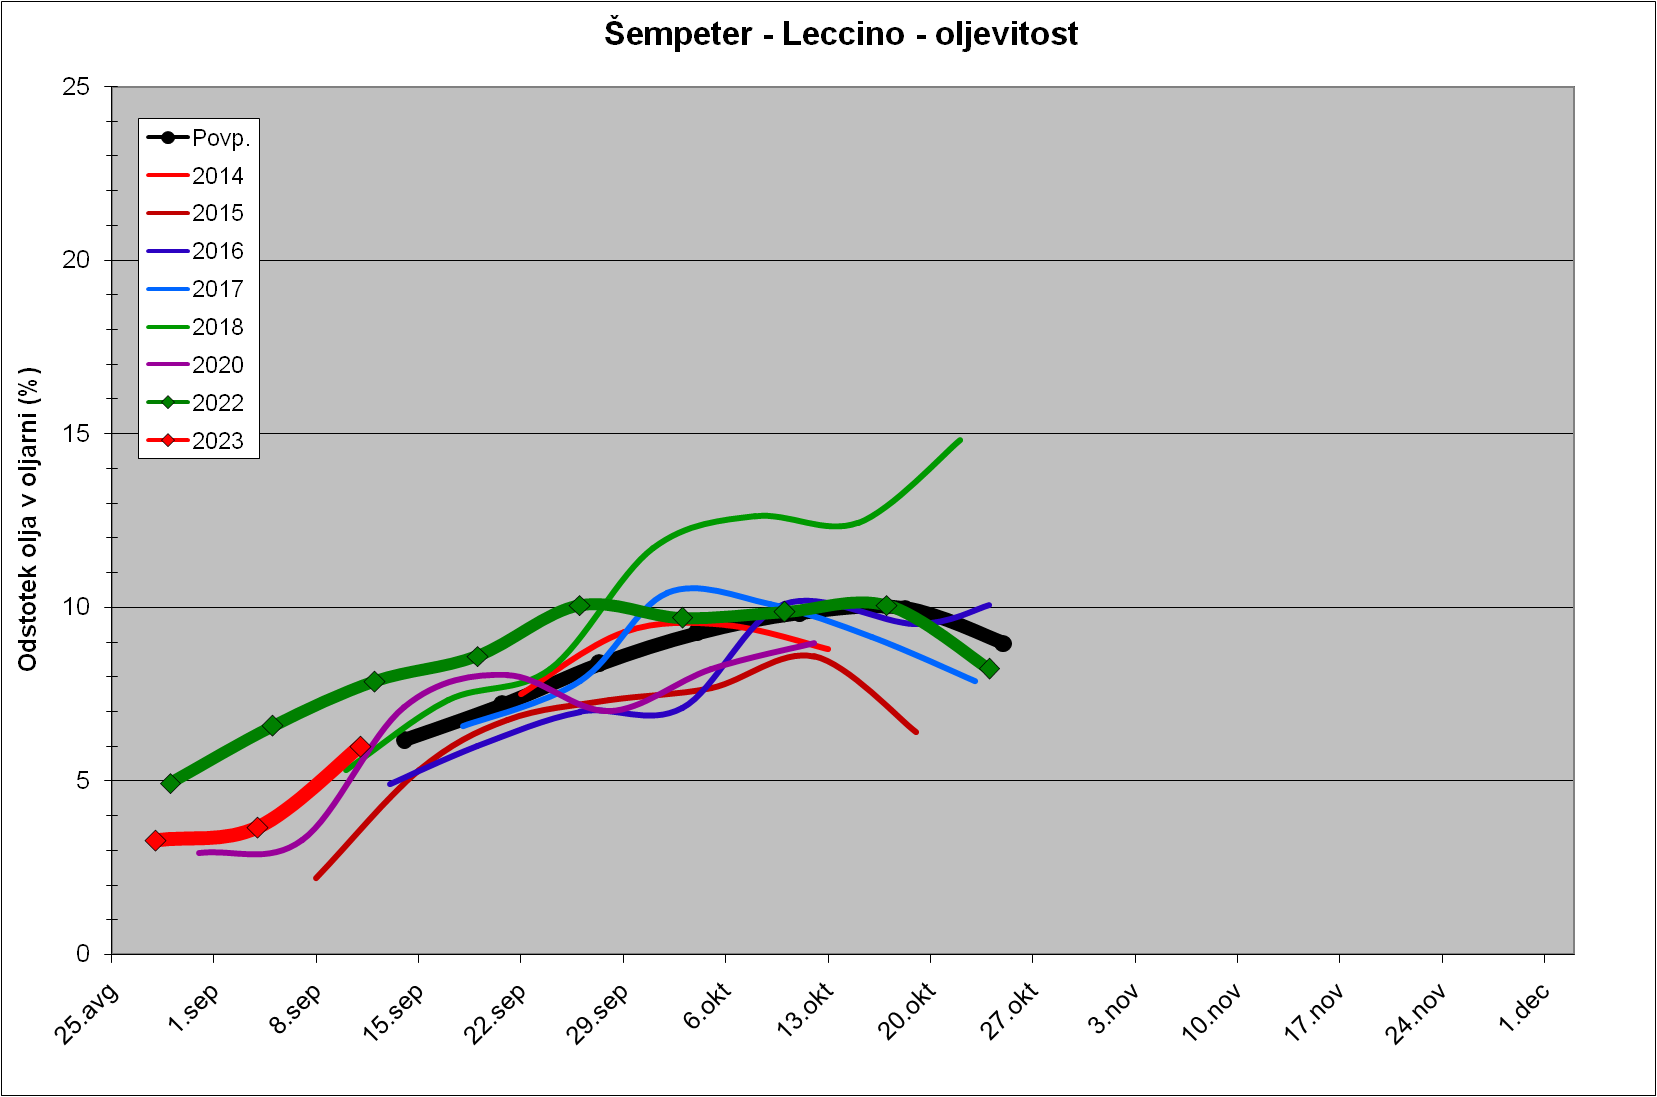 Šempeter - Leccino - oljevitost
Odstotek olja v oljarni (%)
25
20
15
10
5
0
Povp.
2014
2015
2016
2017
2018
2020
2022
2023
25.avg
1.sep
8.sep
15.sep
22.sep
29.sep
6.okt
13.okt
20.okt
27.okt
3.nov
10.nov
17.nov
24.nov
1.dec